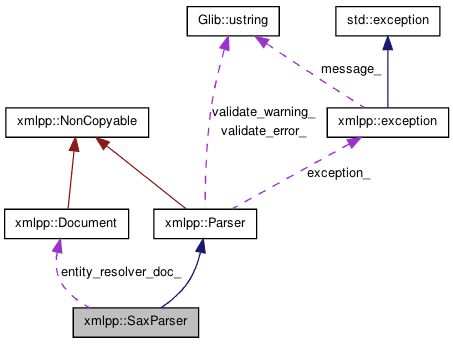 Glib::ustring
std::exception
message_
validate_warning_
validate_error_
xmlpp::NonCopyable
xmlpp::exception
exception_
xmlpp::Document
xmlpp::Parser
entity_resolver_doc_
xmlpp::SaxParser